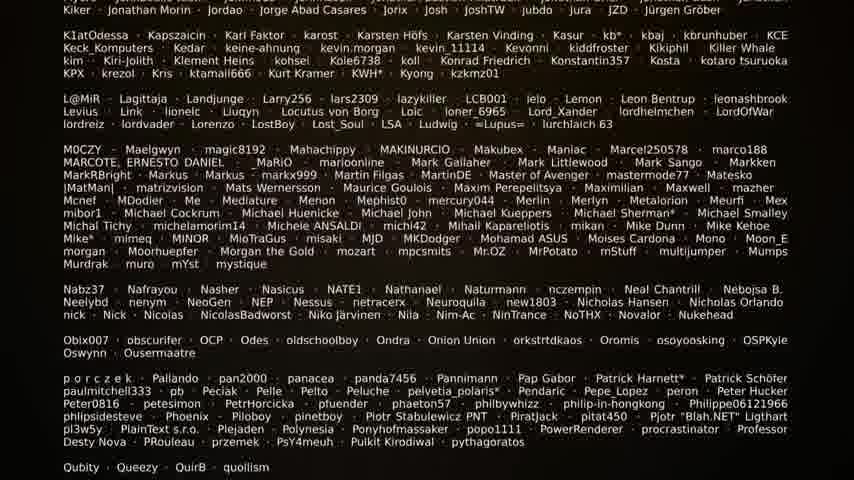 Kiker · Jonathan Morin · Jordao · Jorge Abad Casares · Jorix · Josh · JoshTW · jubdo · jura · JZD · Jürgen Gröber
K1atOdessa · Kapszaicin · Karl Faktor · karost · Karsten Höfs · Karsten Vinding · Kasur · kb* · kbaj · kbrunhuber · KCE
Keck_Komputers · Kedar · keine-ahnung · kevin.morgan · kevin_11114 · Kevonni · kiddfroster · Kikiphil · Killer Whale
kim · Kiri-Jolith · Klement Heins · kohsel · Kole6738 · koll · Konrad Friedrich · Konstantin357 · Kosta · kotaro tsuruoka
KPX · krezol · Kris · ktamail666 · Kurt Kramer · KWH* · Kyong · kzkmz01
L@MiR · Lagittaja · Landjunge · Larry256 · lars2309 · lazykiller · LCB001 · lelo · Lemon · Leon Bentrup · leonashbrook
Levius · Link · lionelc · Liuqyn · Locutus von Borg · Loic · loner_6965 · Lord_Xander · lordhelmchen · LordOfWar
lordreiz · lordvader · Lorenzo · LostBoy · Lost_Soul · LSA · Ludwig · =Lupus= · lurchlaich 63
M0CZY · Maelgwyn · magic8192 · Mahachippy · MAKINURCIO · Makubex · Maniac · Marcel250578 · marco188
MARCOTE, ERNESTO DANIEL · _MaRiO · marioonline · Mark Gallaher · Mark Littlewood · Mark Sango · Markken
MarkRBright · Markus · Markus · markx999 · Martin Filgas · MartinDE · Master of Avenger · mastermode77 · Matesko
|MatMan| · matrizvision · Mats Wernersson · Maurice Goulois · Maxim Perepelitsya · Maximilian · Maxwell · mazher
Mcnef · MDodier · Me · Mediature · Menon · Mephist0 · mercury044 · Merlin · Merlyn · Metalorion · Meurfi · Mex
mibor1 · Michael Cockrum · Michael Huenicke · Michael John · Michael Kueppers · Michael Sherman* · Michael Smalley
Michal Tichy · michelamorin14 · Michele ANSALDI · michi42 · Mihail Kapareliotis · mikan · Mike Dunn · Mike Kehoe
Mike* · mimeq · MINOR · MioTraGus · misaki · MJD · MKDodger · Mohamad ASUS · Moises Cardona · Mono · Moon_E
morgan · Moorhuepfer · Morgan the Gold · mozart · mpcsmits · Mr.OZ · MrPotato · mStuff · multijumper · Mumps
Murdrak · muro · mYst · mystique
Nabz37 · Nafrayou · Nasher · Nasicus · NATE1 · Nathanael · Naturmann · nczempin · Neal Chantrill · Nebojsa B.
Neelybd · nenym · NeoGen · NEP · Nessus · netracerx · Neuroquila · new1803 · Nicholas Hansen · Nicholas Orlando
nick · Nick · Nicolas · NicolasBadworst · Niko Järvinen · Nila · Nim-Ac · NinTrance · NoTHX · Novalor · Nukehead
Obix007 · obscurifer · OCP · Odes · oldschoolboy · Ondra · Onion Union · orkstrtdkaos · Oromis · osoyoosking · OSPKyle
Oswynn · Ousermaatre
p o r c z e k · Pallando · pan2000 · panacea · panda7456 · Pannimann · Pap Gabor · Patrick Harnett* · Patrick Schöfer
paulmitchell333 · pb · Peciak · Pelle · Pelto · Peluche · pelvetia_polaris* · Pendaric · Pepe_Lopez · peron · Peter Hucker
Peter0816 · petesimon · PetrHorcicka · pfuender · phaeton57 · philbywhizz · philip-in-hongkong · Philippe06121966
phlipsidesteve · Phoenix · Piloboy · pinetboy · Piotr Stabulewicz PNT · PiratJack · pitat450 · Pjotr "Blah.NET" Ligthart
pl3w5y · PlainText s.r.o. · Plejaden · Polynesia · Ponyhofmassaker · popo1111 · PowerRenderer · procrastinator · Professor
Desty Nova · PRouleau · przemek · PsY4meuh · Pulkit Kirodiwal · pythagoratos
Qubity · Queezy · QuirB · quollism